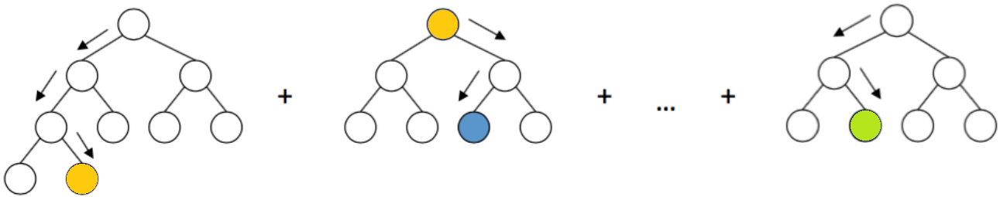 + + ... +